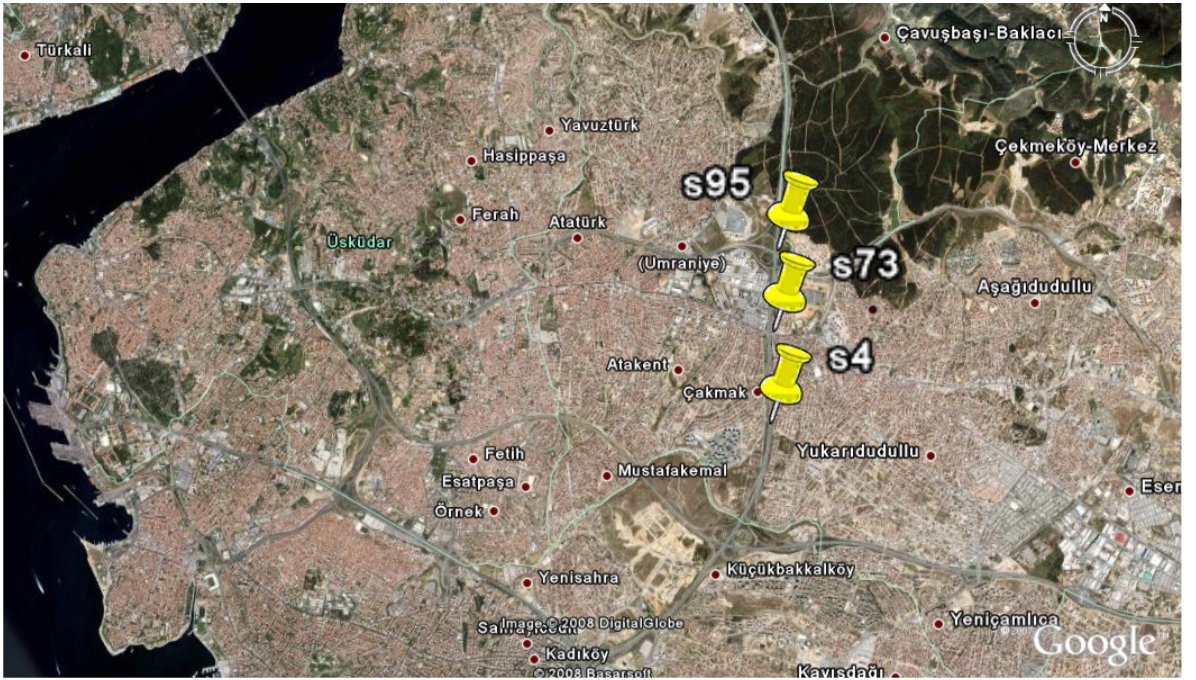 Türkali
Çavuşbaşı-Baklacı
N
Yavuztürk
Hasippaşa
Çekmeköy-Merkez
s95
Ferah
Atatürk
Üsküdar
(Umraniye)
s73
Aşağıdudullu
Atakent
s4
Çakmak
Fetih
Mustafakemal
Yukarıdudullu
Esatpaşa
Esen
Örnek
Küçükbakkalköy
Yenisahra
Image © 2008 DigitalGlobe
Yeniçamlıca
Google
Kadıköy
© 2008 Basarsoft
Kayışdağı